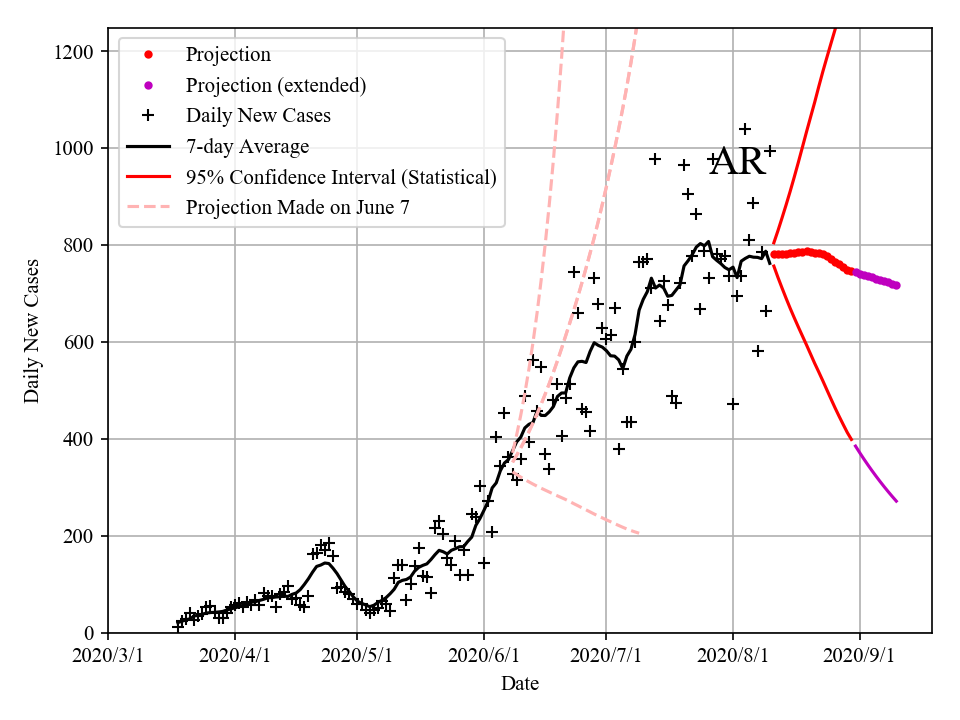 1200
1000
800
600
400
200
0
Daily New Cases
Projection
Projection (extended)
Daily New Cases
7-day Average
95% Confidence Interval (Statistical)
Projection Made on June 7
AR
2020/3/1 2020/4/1 2020/5/1 2020/6/1 2020/7/1 2020/8/1 2020/9/1
Date